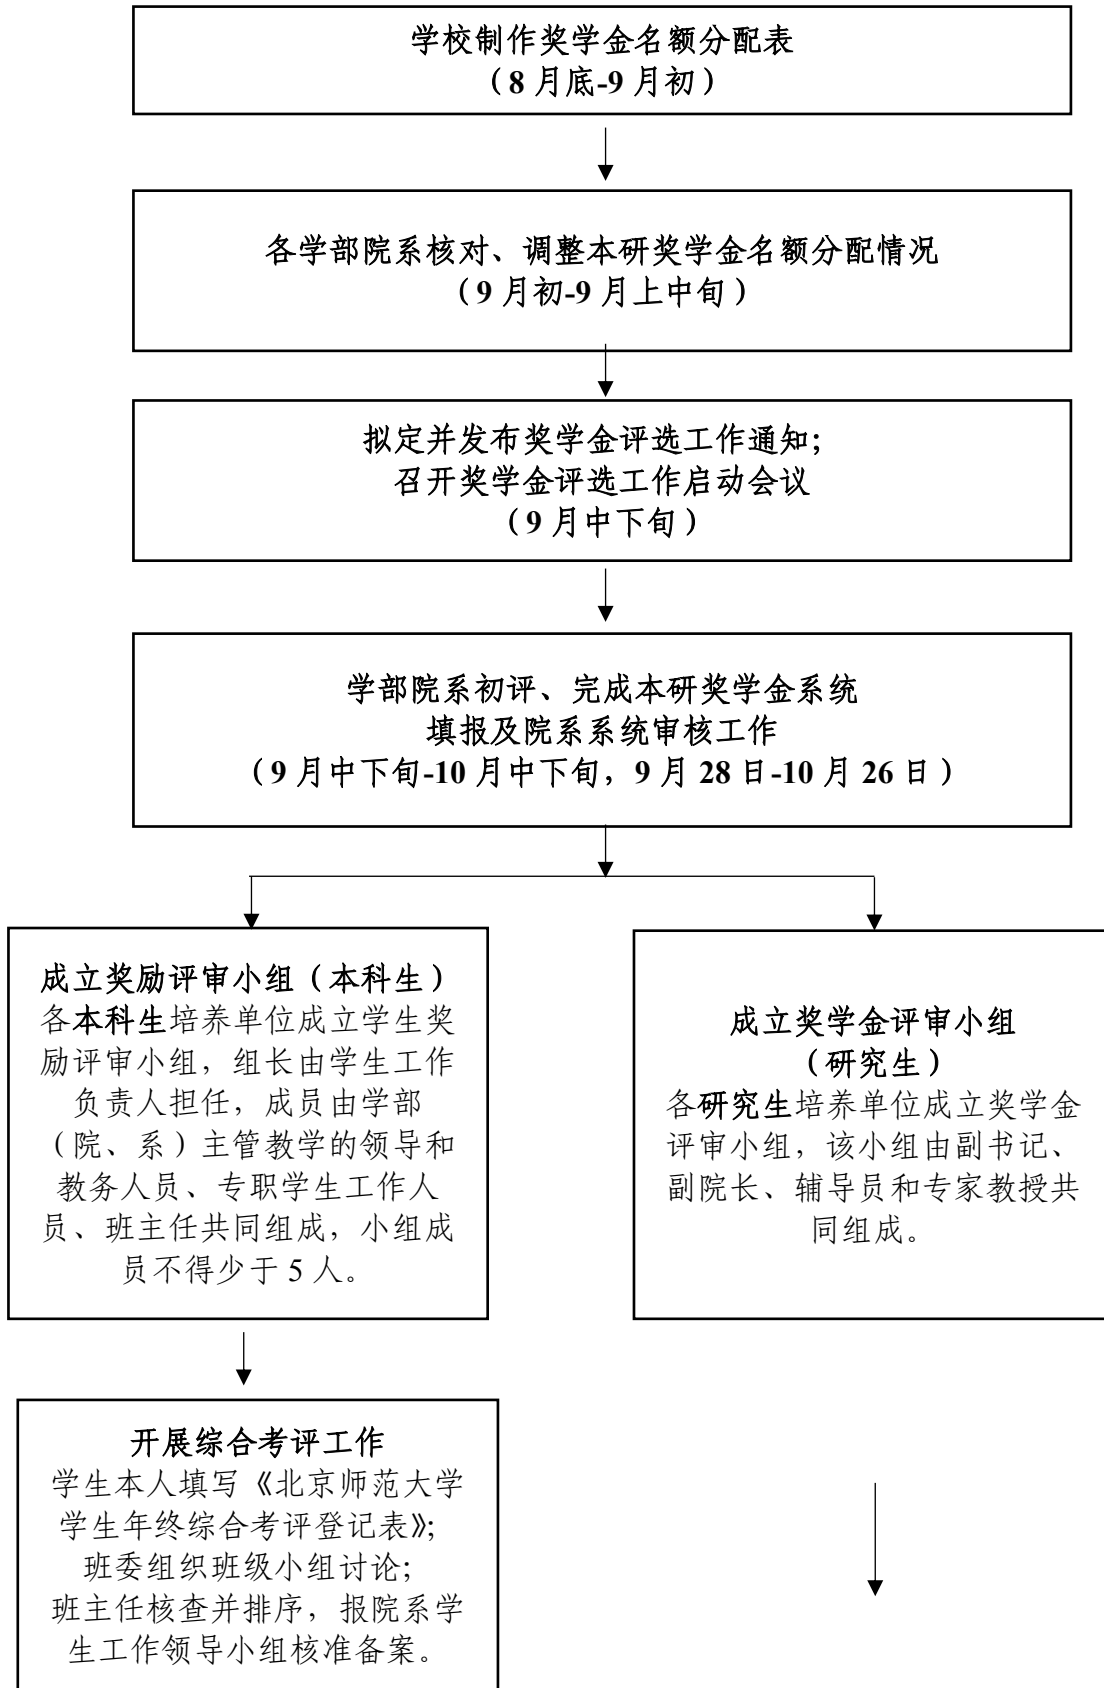 学校制作奖学金名额分配表
（8 月底-9 月初）
各学部院系核对、调整本研奖学金名额分配情况
（9 月初-9 月上中旬）
拟定并发布奖学金评选工作通知；
召开奖学金评选工作启动会议
（9 月中下旬）
学部院系初评、完成本研奖学金系统
填报及院系系统审核工作
（9 月中下旬-10 月中下旬，9 月 28 日-10 月 26 日）
成立奖励评审小组（本科生）
各本科生培养单位成立学生奖
励评审小组，组长由学生工作
负责人担任，成员由学部
（院、系）主管教学的领导和
教务人员、专职学生工作人
员、班主任共同组成，小组成
员不得少于 5 人。
成立奖学金评审小组
（研究生）
各研究生培养单位成立奖学金
评审小组，该小组由副书记、
副院长、辅导员和专家教授共
同组成。
开展综合考评工作
学生本人填写《北京师范大学
学生年终综合考评登记表》；
班委组织班级小组讨论；
班主任核查并排序，报院系学
生工作领导小组核准备案。